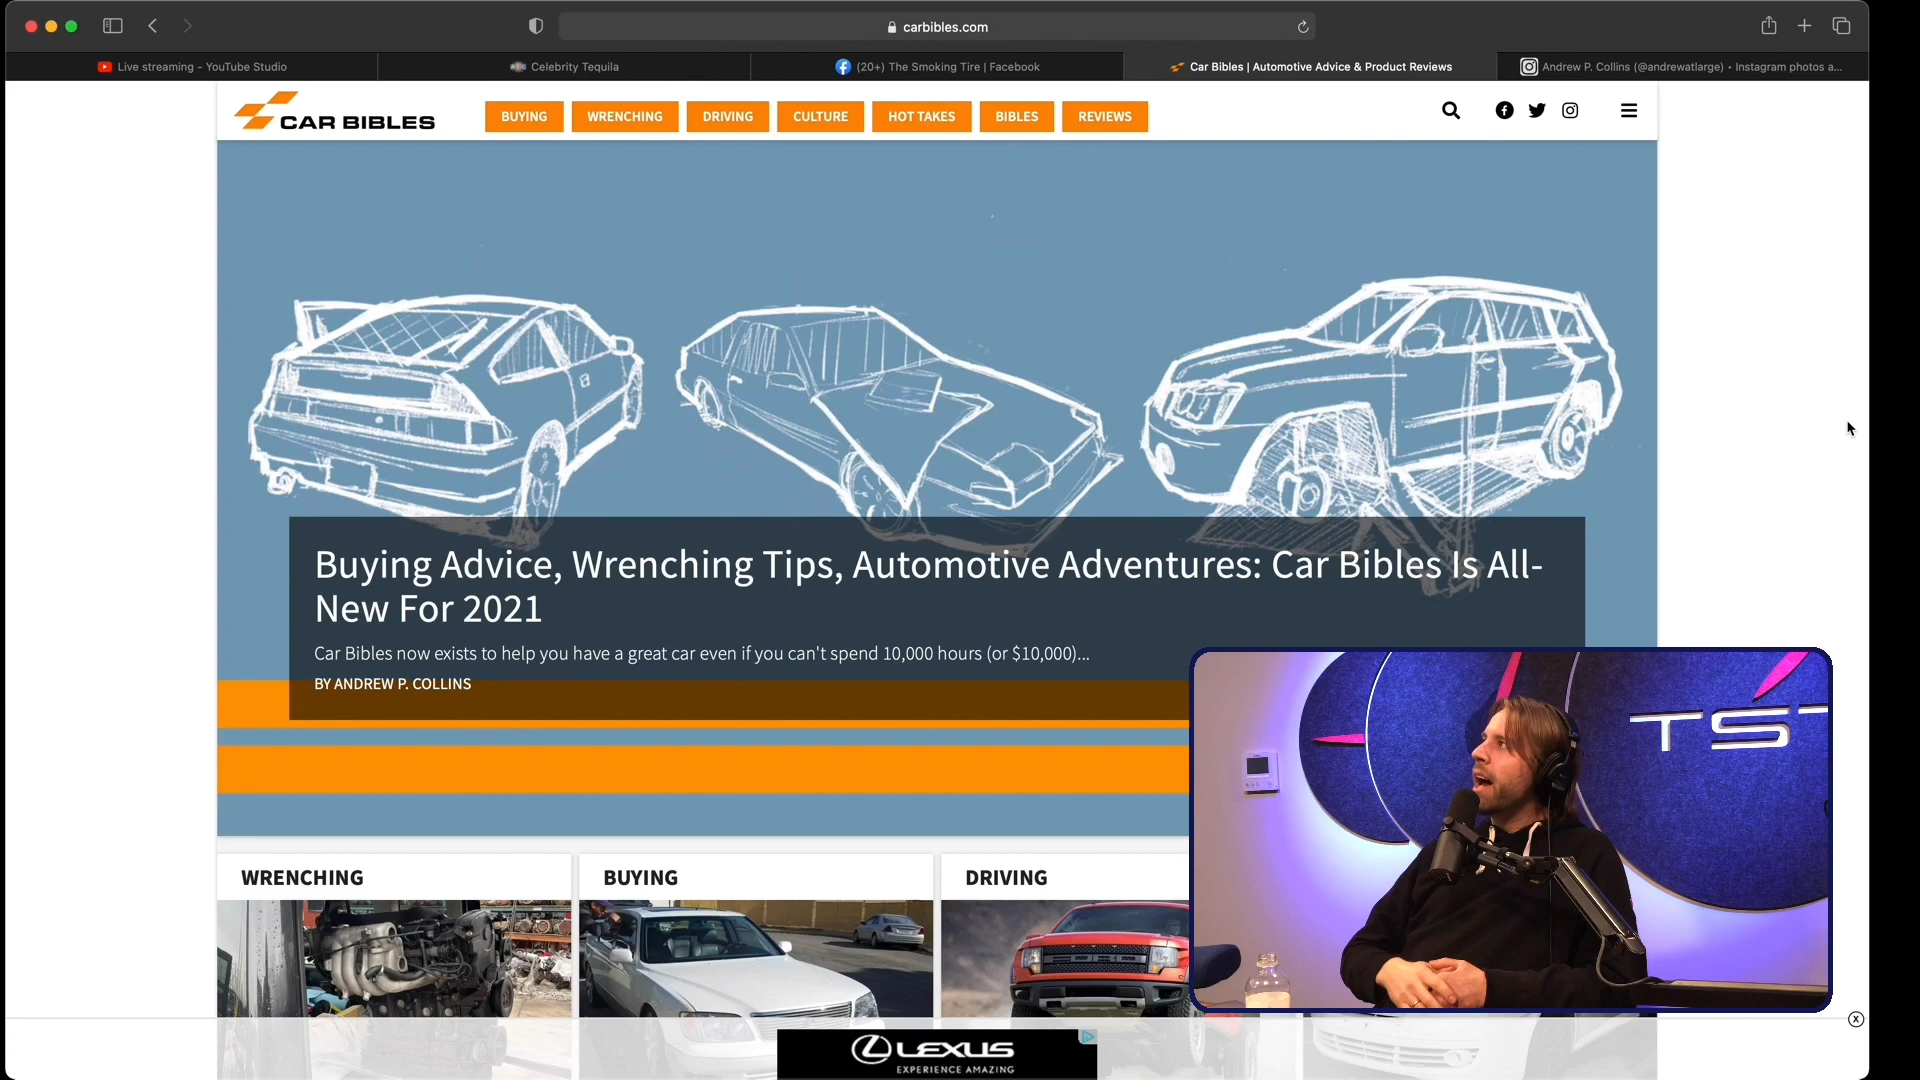 carbibles.com
Live streaming - YouTube Studio
Celebrity Tequila
(20+) The Smoking Tire | Facebook
Car Bibles | Automotive Advice & Product Reviews
Andrew P. Collins (@andrewatlarge) • Instagram photos a...
CAR BIBLES
BUYING
WRENCHING
DRIVING
CULTURE
HOT TAKES
BIBLES
REVIEWS
Buying Advice, Wrenching Tips, Automotive Adventures: Car Bibles Is All-
New For 2021
Car Bibles now exists to help you have a great car even if you can't spend 10,000 hours (or $10,000)...
BY ANDREW P. COLLINS
TST
WRENCHING
BUYING
DRIVING
LEXUS
EXPERIENCE AMAZING